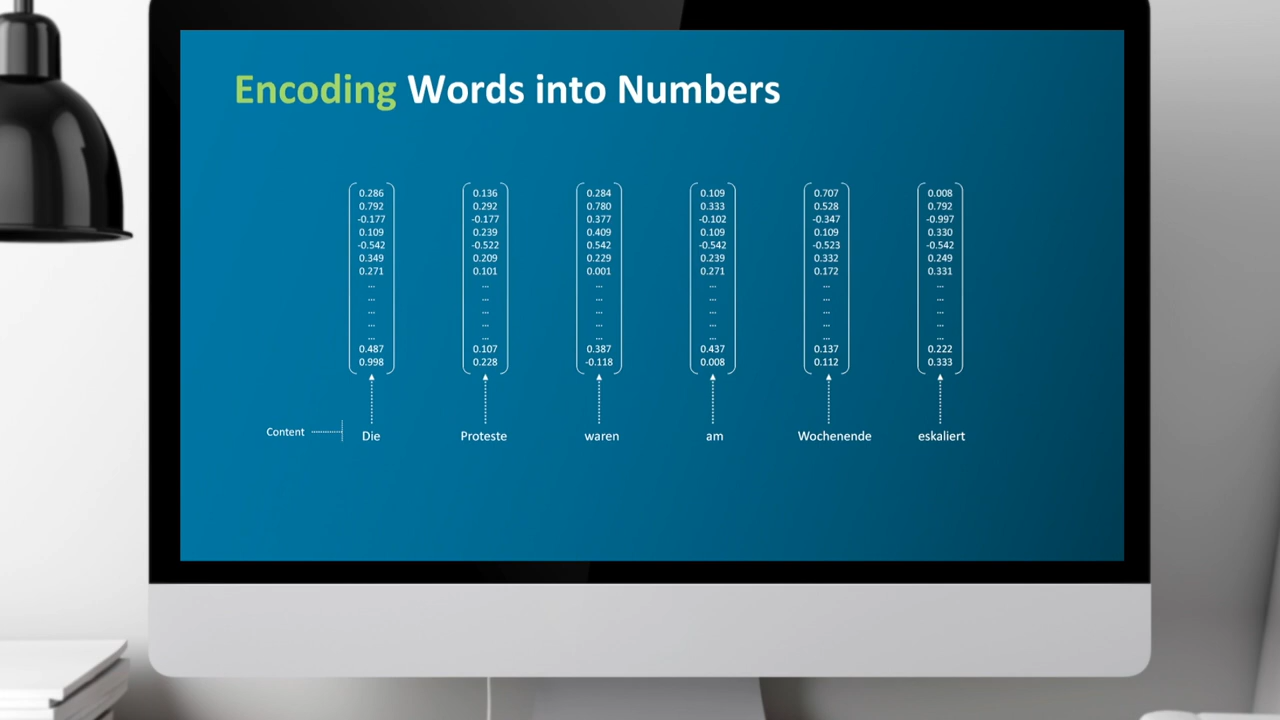 Encoding Words into Numbers
0.286 0.136 0.284 0.109 0.707 0.008
0.792 0.292 0.780 0.333 0.528 0.792
-0.177 -0.177 0.377 -0.102 -0.347 -0.997
0.109 0.239 0.409 0.109 0.109 0.330
-0.542 -0.522 0.542 -0.542 -0.523 -0.542
0.349 0.209 0.229 0.239 0.332 0.249
0.271 0.101 0.001 0.271 0.172 0.331
... ... ... ... ... ...
... ... ... ... ... ...
... ... ... ... ... ...
... ... ... ... ... ...
... ... ... ... ... ...
0.487 0.107 0.387 0.437 0.137 0.222
0.998 0.228 -0.118 0.008 0.112 0.333
Content Die Proteste waren am Wochenende eskaliert